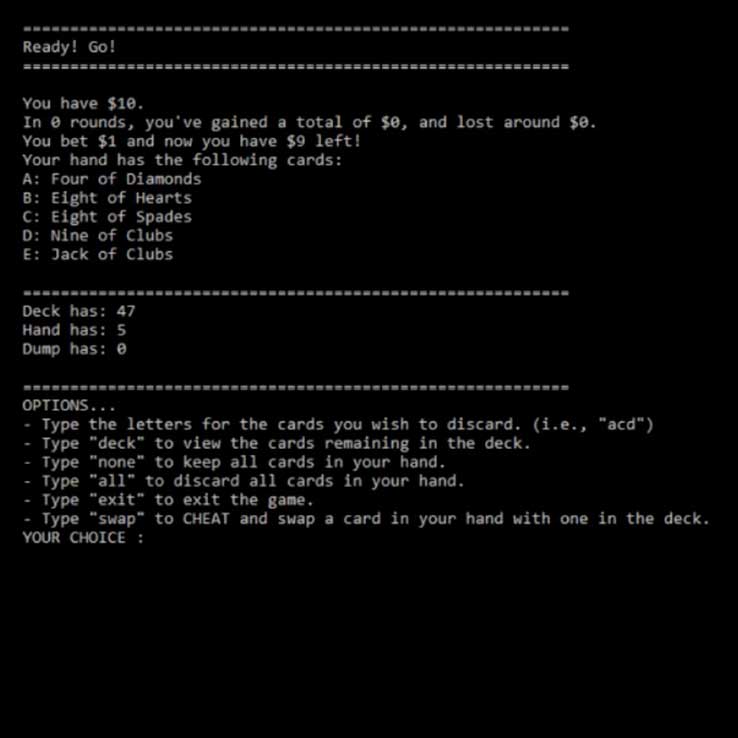 ==========================================================
Ready! Go!
==========================================================
You have $10.
In 0 rounds, you've gained a total of $0, and lost around $0.
You bet $1 and now you have $9 left!
Your hand has the following cards:
A: Four of Diamonds
B: Eight of Hearts
C: Eight of Spades
D: Nine of Clubs
E: Jack of Clubs
==========================================================
Deck has: 47
Hand has: 5
Dump has: 0
==========================================================
OPTIONS...
- Type the letters for the cards you wish to discard. (i.e., "acd")
- Type "deck" to view the cards remaining in the deck.
- Type "none" to keep all cards in your hand.
- Type "all" to discard all cards in your hand.
- Type "exit" to exit the game.
- Type "swap" to CHEAT and swap a card in your hand with one in the deck.
YOUR CHOICE :